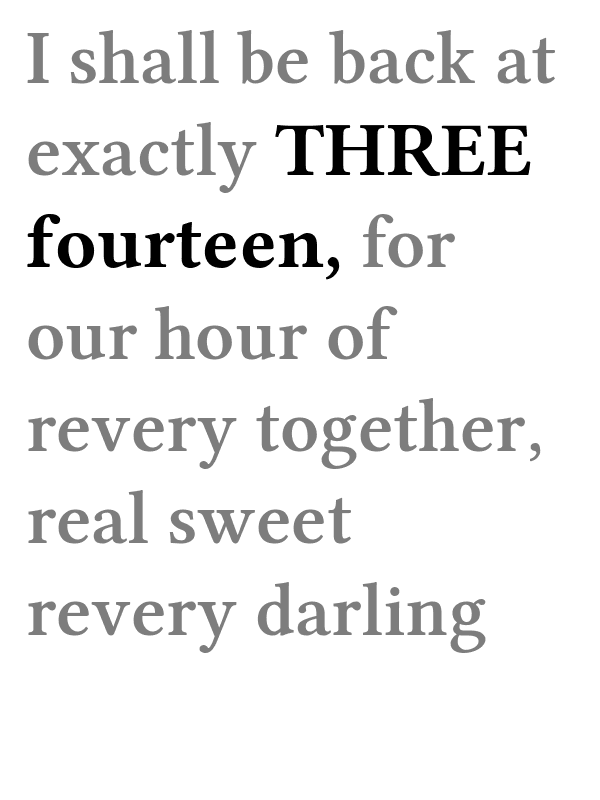 I shall be back at
exactly THREE
fourteen, for
our hour of
revery together,
real sweet
revery darling